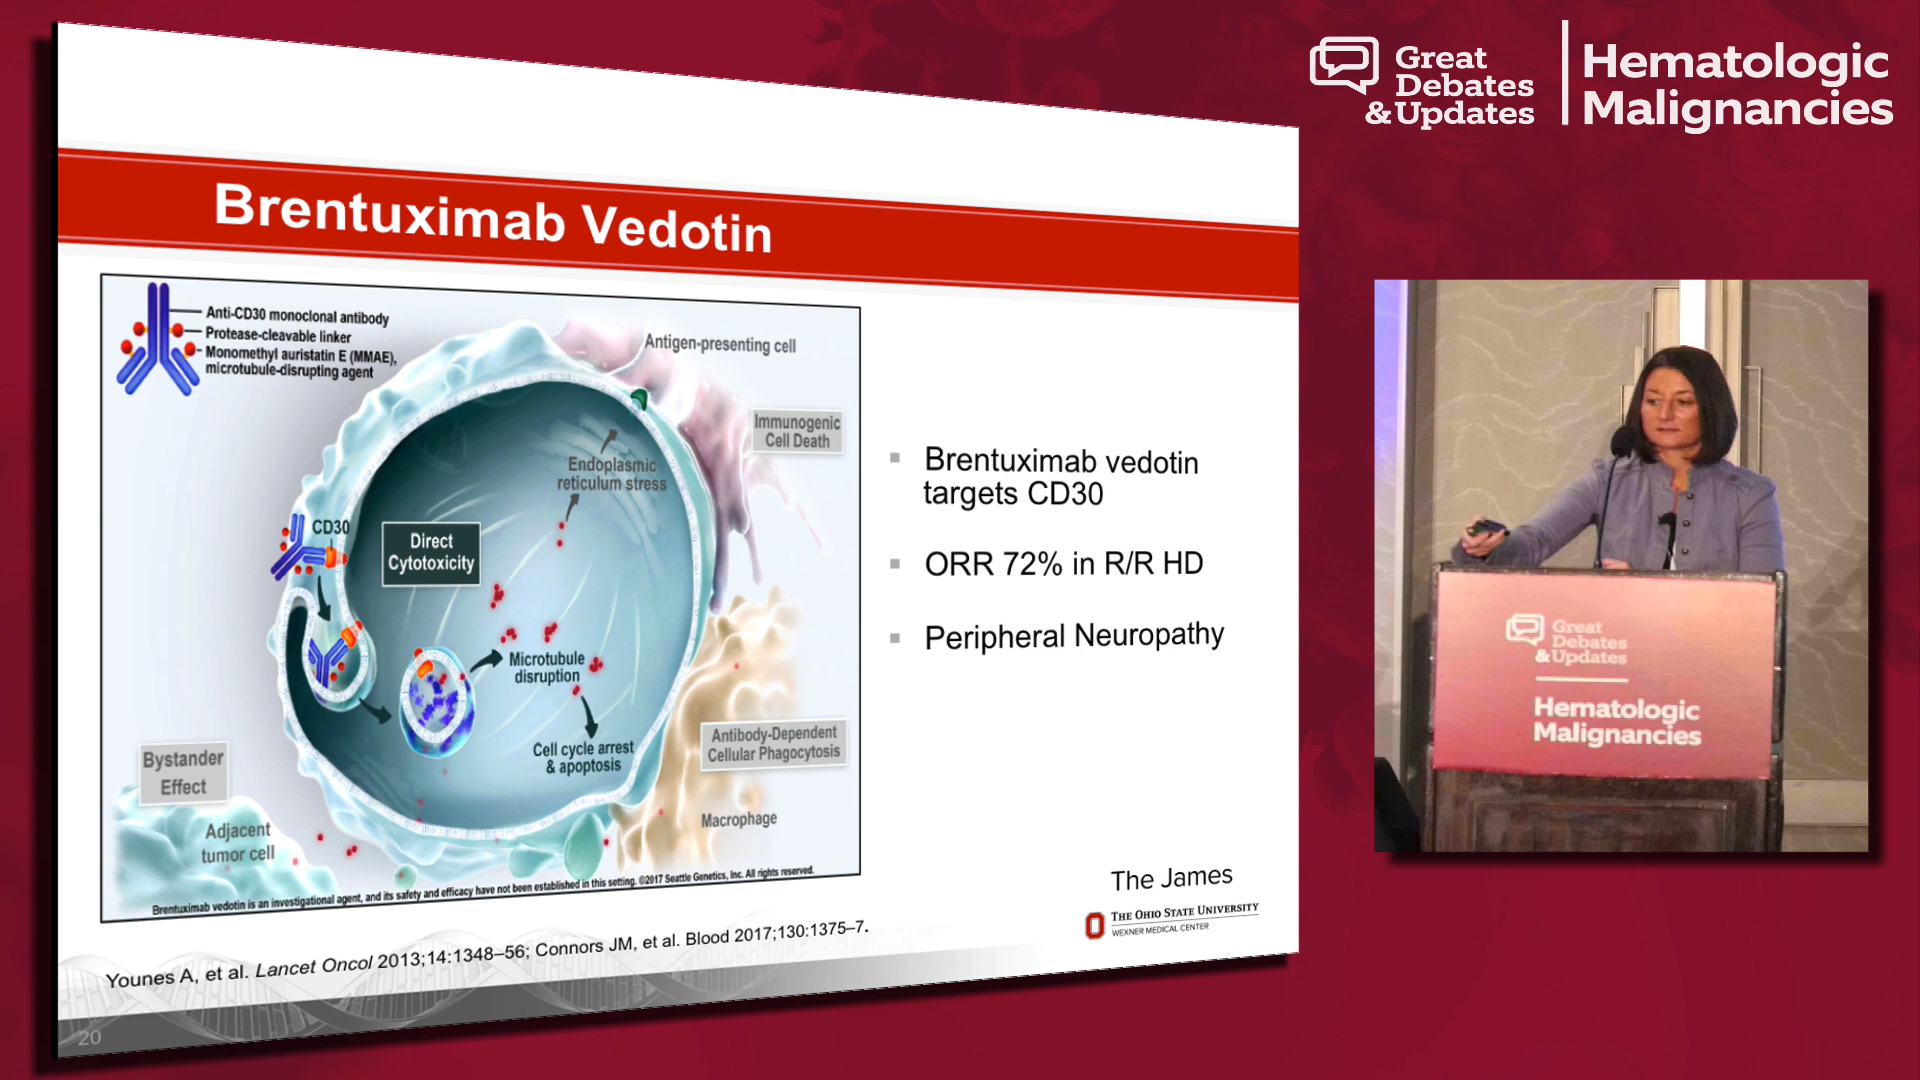 Great
Debates
&Updates
Hematologic
Malignancies
Brentuximab Vedotin
Anti-CD30 monoclonal antibody
Protease-cleavable linker
Monomethyl auristatin E (MMAE),
microtubule-disrupting agent
Antigen-presenting cell
Immunogenic
Cell Death
Endoplasmic
reticulum stress
CD30
Direct
Cytotoxicity
Microtubule
disruption
Cell cycle arrest
& apoptosis
Antibody-Dependent
Cellular Phagocytosis
Bystander
Effect
Adjacent
tumor cell
Macrophage
Brentuximab vedotin is an investigational agent, and its safety and efficacy have not been established in this setting. ©2017 Seattle Genetics, Inc. All rights reserved.
▪ Brentuximab vedotin
targets CD30
▪ ORR 72% in R/R HD
▪ Peripheral Neuropathy
The James
THE OHIO STATE UNIVERSITY
WEXNER MEDICAL CENTER
Younes A, et al. Lancet Oncol 2013;14:1348–56; Connors JM, et al. Blood 2017;130:1375–7.
20
Great
Debates
&Updates
Hematologic
Malignancies